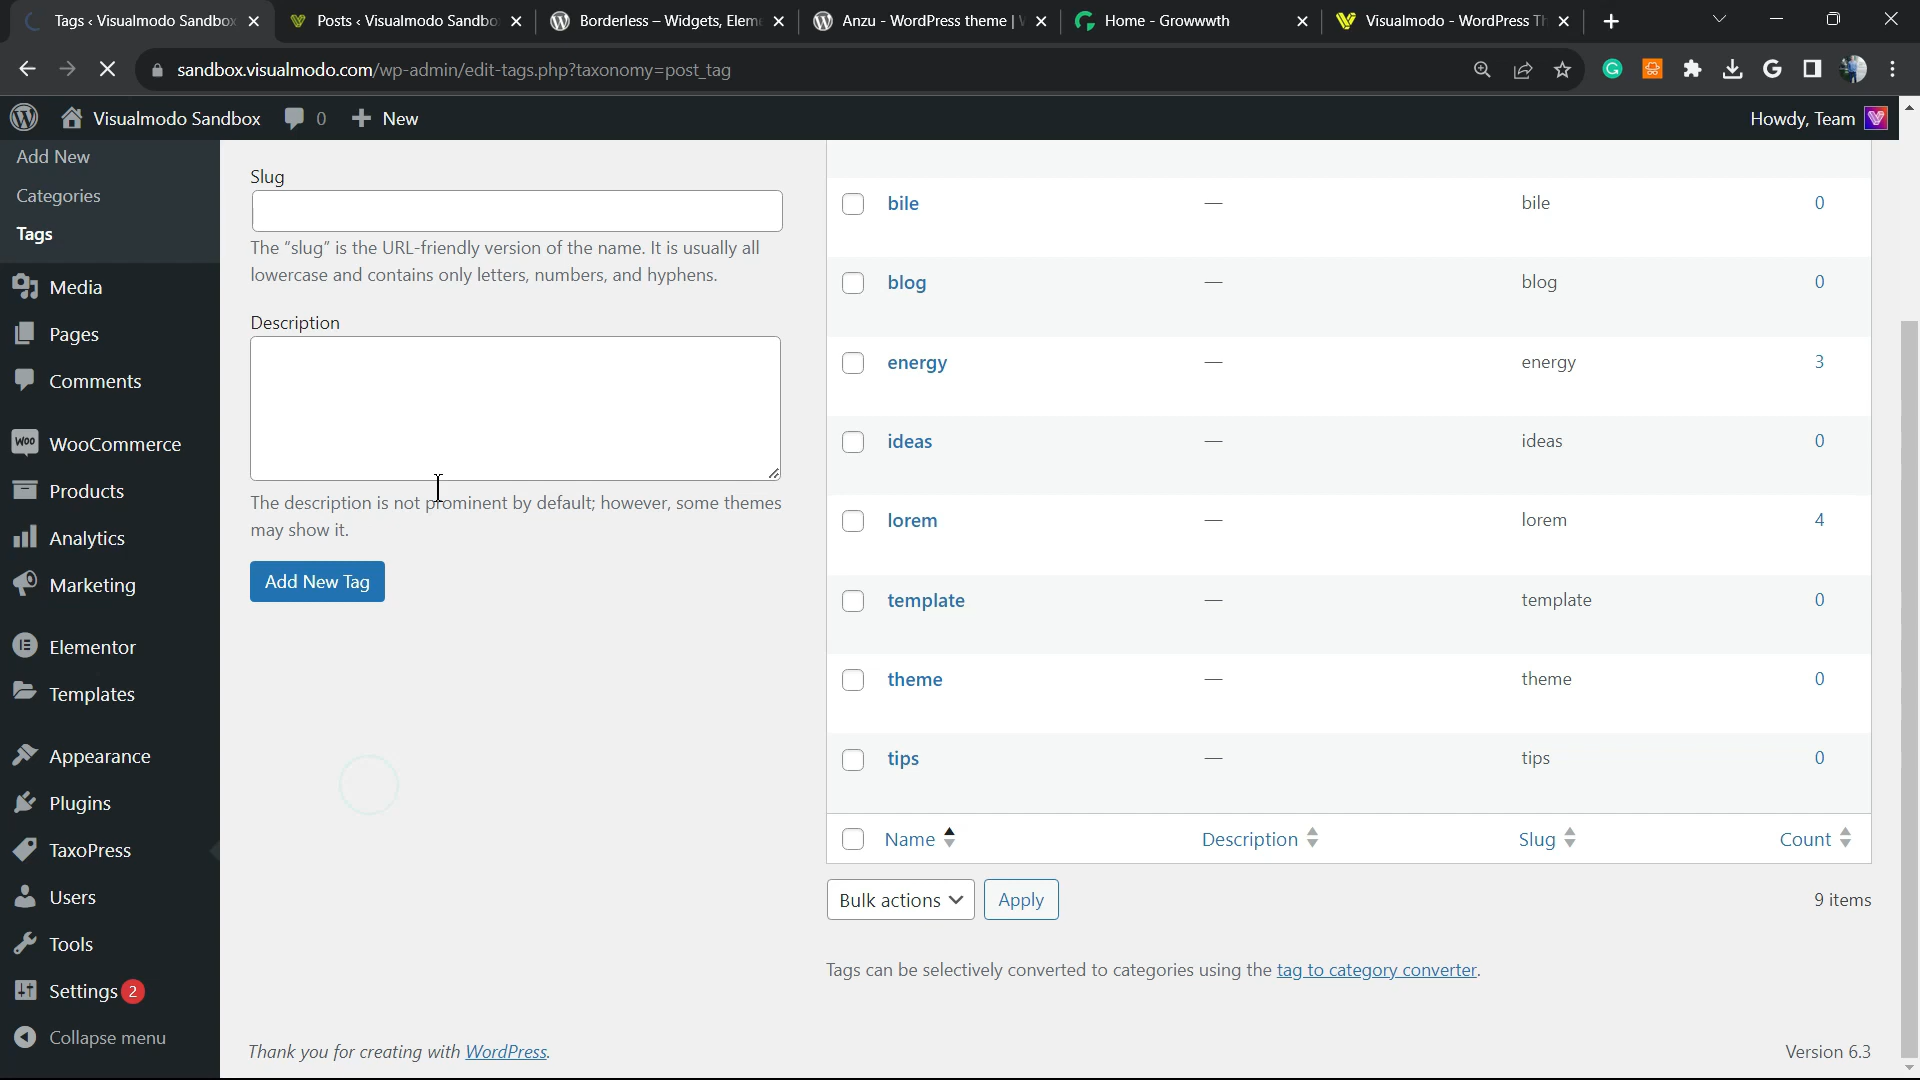 Tags ‹ Visualmodo Sandbox
Posts ‹ Visualmodo Sandbo
Borderless – Widgets, Elem
Anzu - WordPress theme |
Home - Growwwth
Visualmodo - WordPress Th
sandbox.visualmodo.com/wp-admin/edit-tags.php?taxonomy=post_tag
Visualmodo Sandbox 0 New
Howdy, Team
Add New
Categories
Tags
Media
Pages
Comments
WooCommerce
Products
Analytics
Marketing
Elementor
Templates
Appearance
Plugins
TaxoPress
Users
Tools
Settings 2
Collapse menu
Slug
The “slug” is the URL-friendly version of the name. It is usually all
lowercase and contains only letters, numbers, and hyphens.
Description
The description is not prominent by default; however, some themes
may show it.
Add New Tag
bile — bile 0
blog — blog 0
energy — energy 3
ideas — ideas 0
lorem — lorem 4
template — template 0
theme — theme 0
tips — tips 0
Name Description Slug Count
Bulk actions Apply 9 items
Tags can be selectively converted to categories using the tag to category converter.
Thank you for creating with WordPress.
Version 6.3